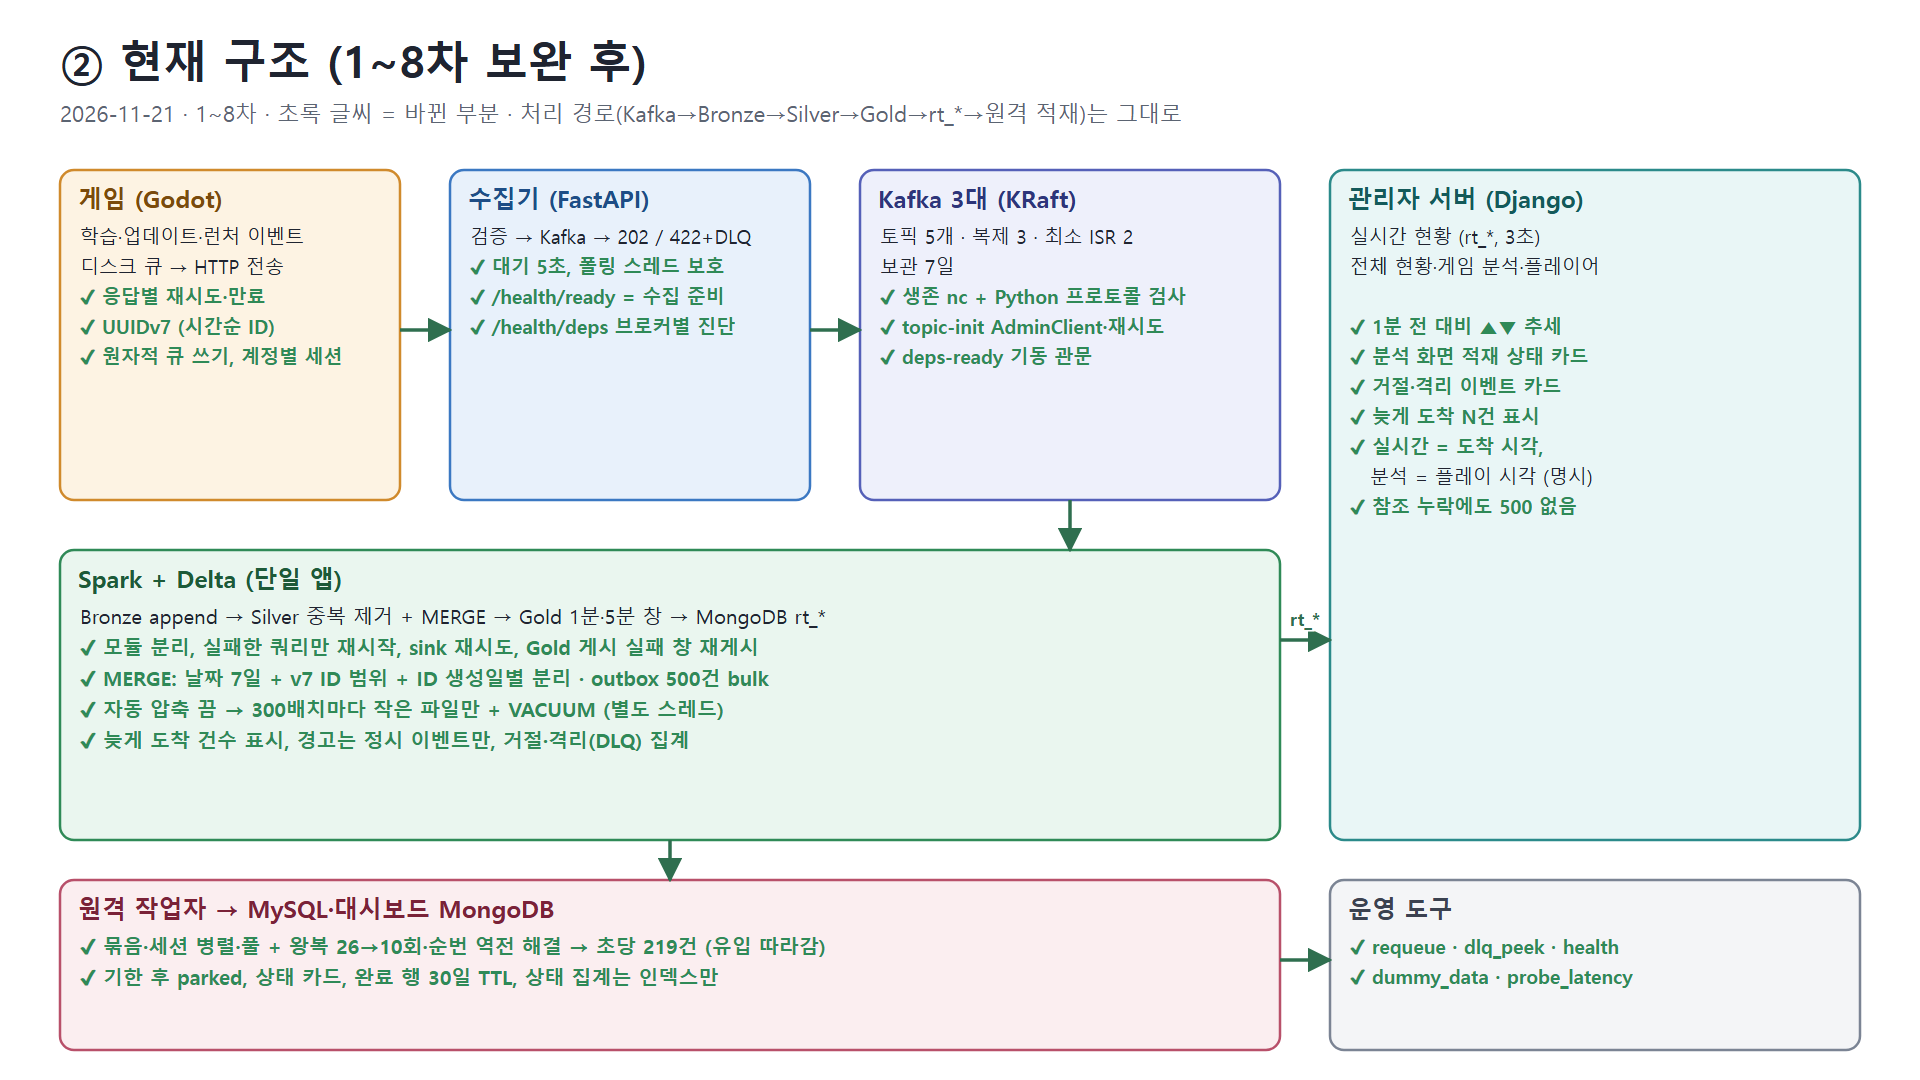 ② 현재 구조 (1~8차 보완 후)
2026-11-21 · 1~8차 · 초록 글씨 = 바뀐 부분 · 처리 경로(Kafka→Bronze→Silver→Gold→rt_*→원격 적재)는 그대로
게임 (Godot)
학습·업데이트·런처 이벤트
디스크 큐 → HTTP 전송
✔ 응답별 재시도·만료
✔ UUIDv7 (시간순 ID)
✔ 원자적 큐 쓰기, 계정별 세션
수집기 (FastAPI)
검증 → Kafka → 202 / 422+DLQ
✔ 대기 5초, 폴링 스레드 보호
✔ /health/ready = 수집 준비
✔ /health/deps 브로커별 진단
Kafka 3대 (KRaft)
토픽 5개 · 복제 3 · 최소 ISR 2
보관 7일
✔ 생존 nc + Python 프로토콜 검사
✔ topic-init AdminClient·재시도
✔ deps-ready 기동 관문
관리자 서버 (Django)
실시간 현황 (rt_*, 3초)
전체 현황·게임 분석·플레이어
✔ 1분 전 대비 ▲▼ 추세
✔ 분석 화면 적재 상태 카드
✔ 거절·격리 이벤트 카드
✔ 늦게 도착 N건 표시
✔ 실시간 = 도착 시각,
분석 = 플레이 시각 (명시)
✔ 참조 누락에도 500 없음
Spark + Delta (단일 앱)
Bronze append → Silver 중복 제거 + MERGE → Gold 1분·5분 창 → MongoDB rt_*
✔ 모듈 분리, 실패한 쿼리만 재시작, sink 재시도, Gold 게시 실패 창 재게시
✔ MERGE: 날짜 7일 + v7 ID 범위 + ID 생성일별 분리 · outbox 500건 bulk
✔ 자동 압축 끔 → 300배치마다 작은 파일만 + VACUUM (별도 스레드)
✔ 늦게 도착 건수 표시, 경고는 정시 이벤트만, 거절·격리(DLQ) 집계
rt_*
원격 작업자 → MySQL·대시보드 MongoDB
✔ 묶음·세션 병렬·풀 + 왕복 26→10회·순번 역전 해결 → 초당 219건 (유입 따라감)
✔ 기한 후 parked, 상태 카드, 완료 행 30일 TTL, 상태 집계는 인덱스만
운영 도구
✔ requeue · dlq_peek · health
✔ dummy_data · probe_latency